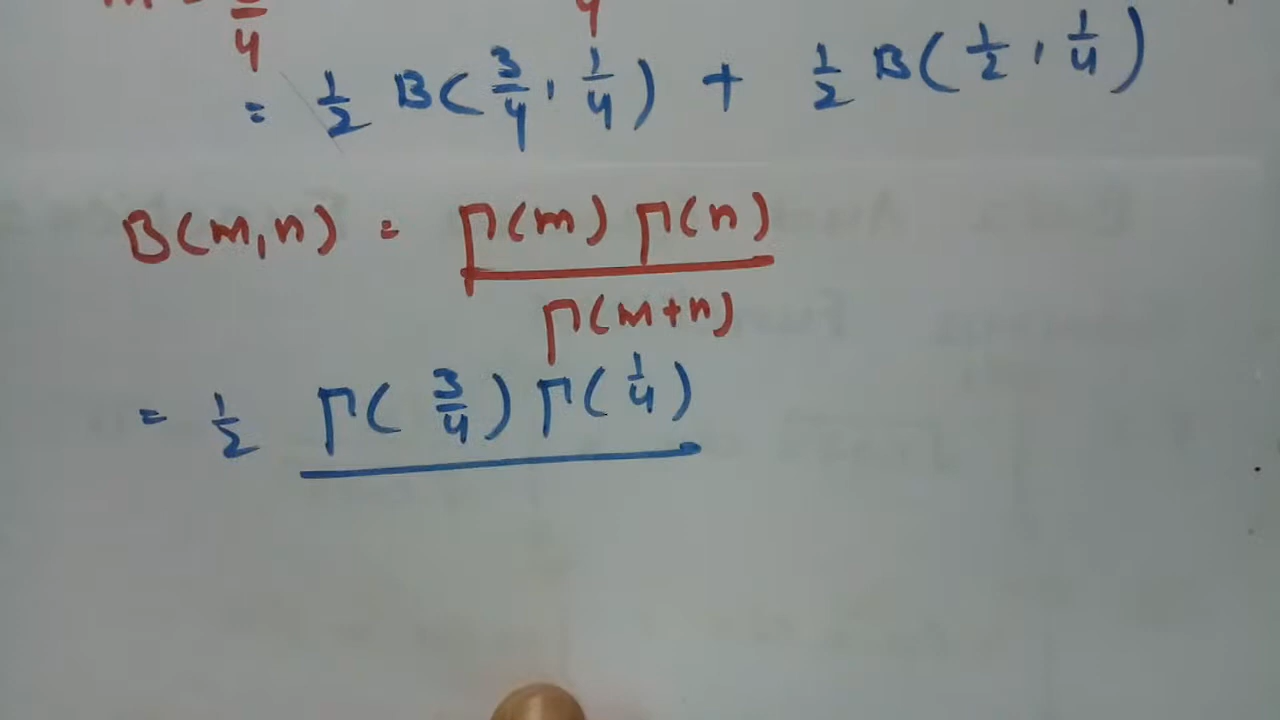 = 1/2 B(3/4, 1/4) + 1/2 B(1/2, 1/4)
B(m,n) = Γ(m) Γ(n) / Γ(m+n)
= 1/2 Γ(3/4) Γ(1/4)